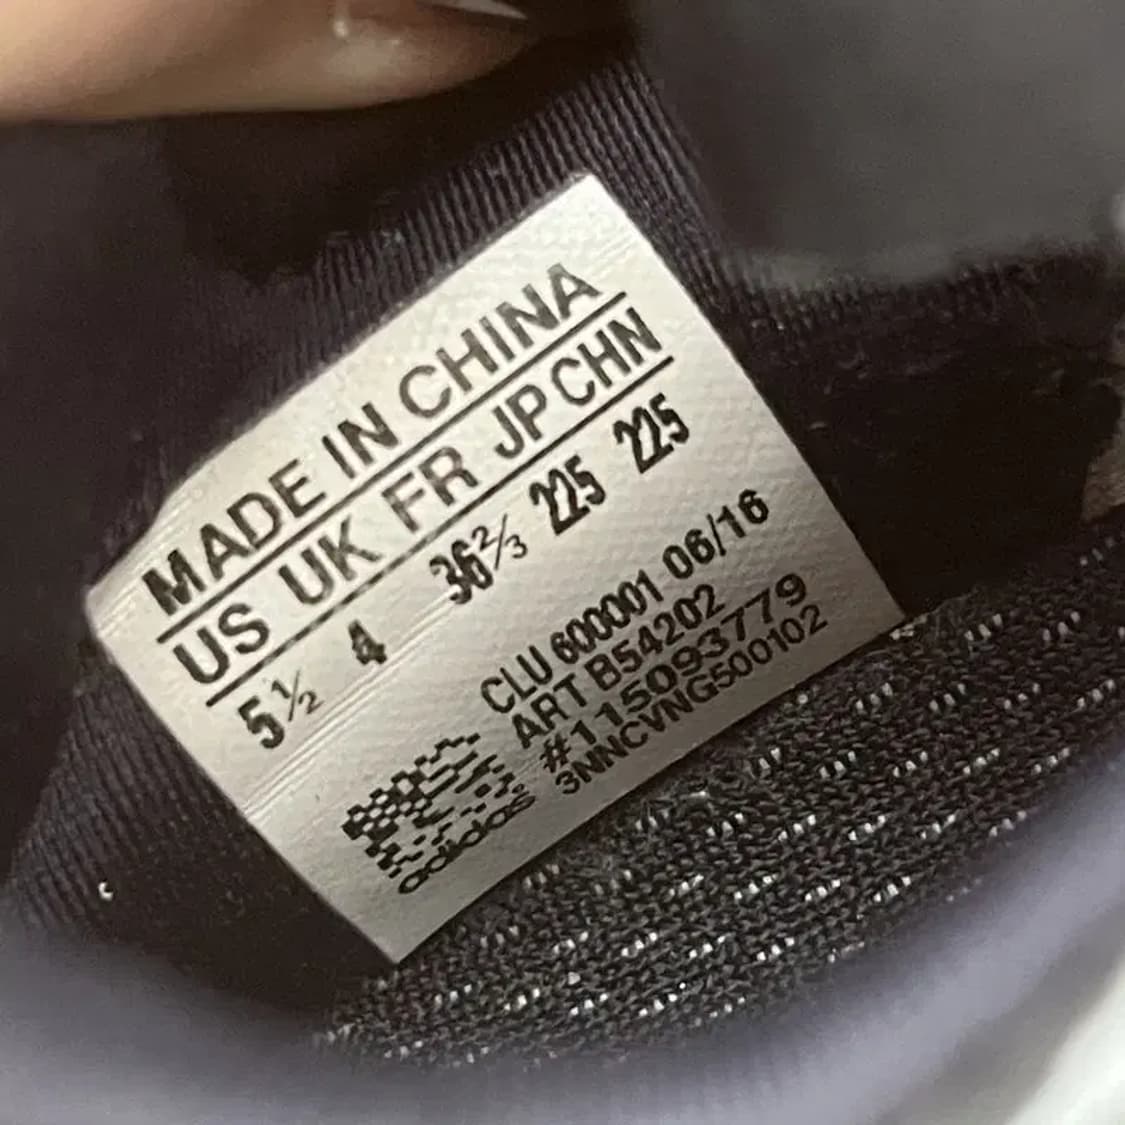 MADE IN CHINA
US UK FR JP CHN
5½ 4 36⅔ 225 225
CLU 600001 06/16
ART B54202
#115093779
3NNCVNG500102
adidas